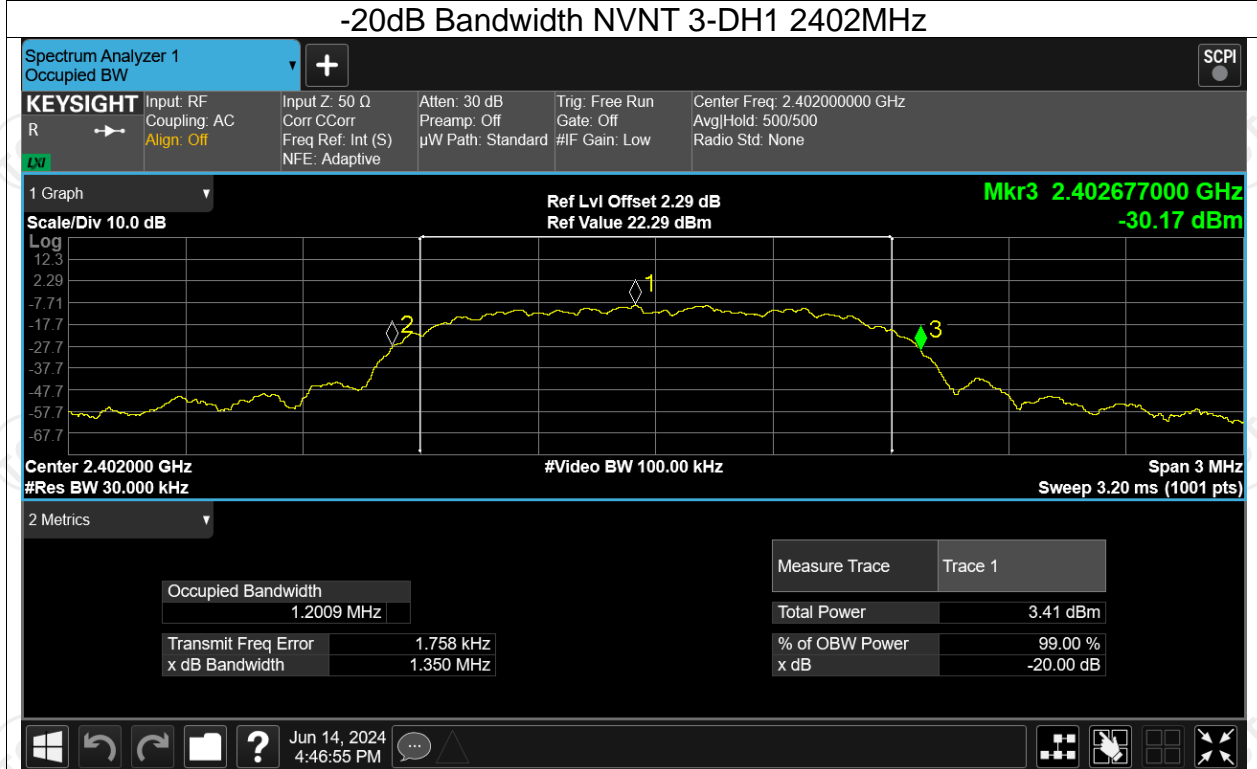 -20dB Bandwidth NVNT 3-DH1 2402MHz
Spectrum Analyzer 1
Occupied BW
SCPI
KEYSIGHT
R
LXI
Input: RF
Coupling: AC
Align: Off
Input Z: 50 Ω
Corr CCorr
Freq Ref: Int (S)
NFE: Adaptive
Atten: 30 dB
Preamp: Off
µW Path: Standard
Trig: Free Run
Gate: Off
#IF Gain: Low
Center Freq: 2.402000000 GHz
Avg|Hold: 500/500
Radio Std: None
1 Graph
Scale/Div 10.0 dB
Ref Lvl Offset 2.29 dB
Ref Value 22.29 dBm
Mkr3 2.402677000 GHz
-30.17 dBm
Log
12.3
2.29
-7.71
-17.7
-27.7
-37.7
-47.7
-57.7
-67.7
1
2
3
Center 2.402000 GHz
#Video BW 100.00 kHz
Span 3 MHz
#Res BW 30.000 kHz
Sweep 3.20 ms (1001 pts)
2 Metrics
Measure Trace Trace 1
Occupied Bandwidth
1.2009 MHz
Total Power 3.41 dBm
Transmit Freq Error 1.758 kHz
% of OBW Power 99.00 %
x dB Bandwidth 1.350 MHz
x dB -20.00 dB
?
Jun 14, 2024
4:46:55 PM